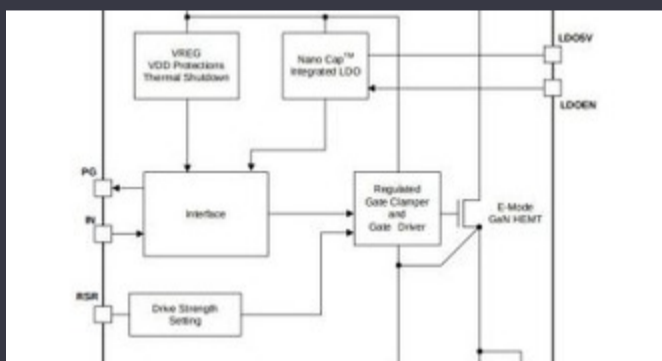 VREG
VDD Protections
Thermal Shutdown
Nano Cap™
Integrated LDO
LDO5V
LDOEN
PG
IN
RSR
Interface
Regulated
Gate Clamper
and
Gate Driver
E-Mode
GaN HEMT
Drive Strength
Setting